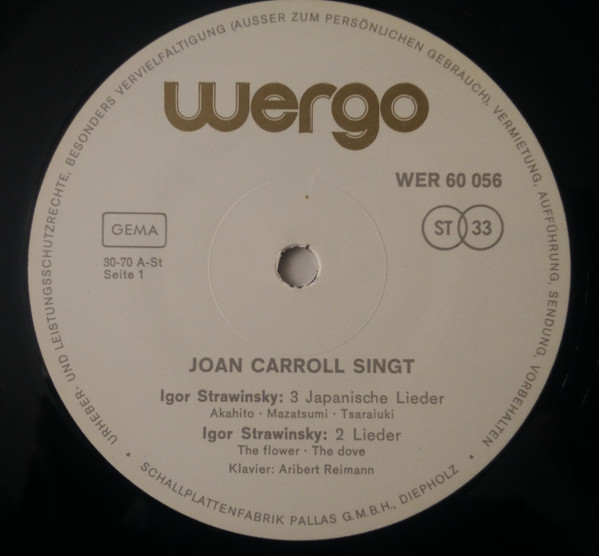 URHEBER- UND LEISTUNGSSCHUTZRECHTE, BESONDERS VERVIELFÄLTIGUNG (AUSSER ZUM PERSÖNLICHEN GEBRAUCH), VERMIETUNG, AUFFÜHRUNG, SENDUNG, VORBEHALTEN
wergo
WER 60 056
GEMA
ST 33
30-70 A-St
Seite 1
JOAN CARROLL SINGT
Igor Strawinsky: 3 Japanische Lieder
Akahito · Mazatsumi · Tsaraiuki
Igor Strawinsky: 2 Lieder
The flower · The dove
Klavier: Aribert Reimann
• SCHALLPLATTENFABRIK PALLAS G.M.B.H., DIEPHOLZ •